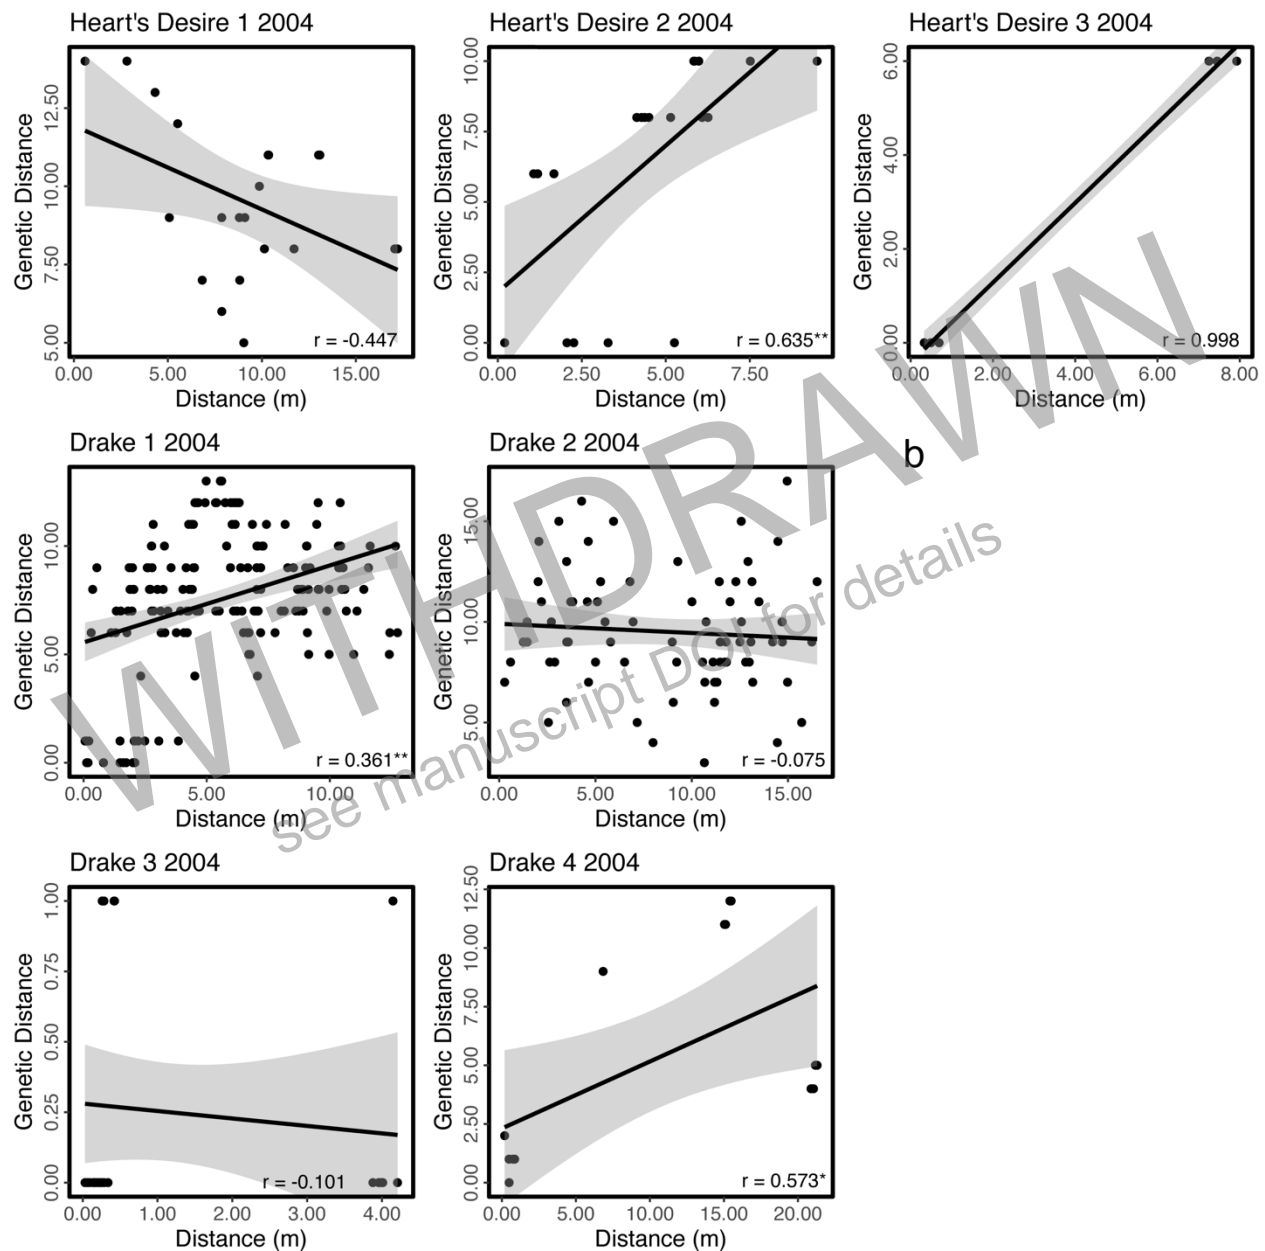 Heart's Desire 1 2004
Genetic Distance
5.00 7.50 10.00 12.50
r = -0.447
0.00 5.00 10.00 15.00
Distance (m)
Heart's Desire 2 2004
Genetic Distance
0.00 2.50 5.00 7.50 10.00
r = 0.635**
0.00 2.50 5.00 7.50
Distance (m)
Heart's Desire 3 2004
Genetic Distance
0.00 2.00 4.00 6.00
r = 0.998
0.00 2.00 4.00 6.00 8.00
Distance (m)
Drake 1 2004
Genetic Distance
0.00 5.00 10.00
r = 0.361**
0.00 5.00 10.00
Distance (m)
Drake 2 2004
Genetic Distance
5.00 10.00 15.00
r = -0.075
0.00 5.00 10.00 15.00
Distance (m)
b
Drake 3 2004
Genetic Distance
0.00 0.25 0.50 0.75 1.00
r = -0.101
0.00 1.00 2.00 3.00 4.00
Distance (m)
Drake 4 2004
Genetic Distance
0.00 2.50 5.00 7.50 10.00 12.50
r = 0.573*
0.00 5.00 10.00 15.00 20.00
Distance (m)
WITHDRAWN
see manuscript DOI for details